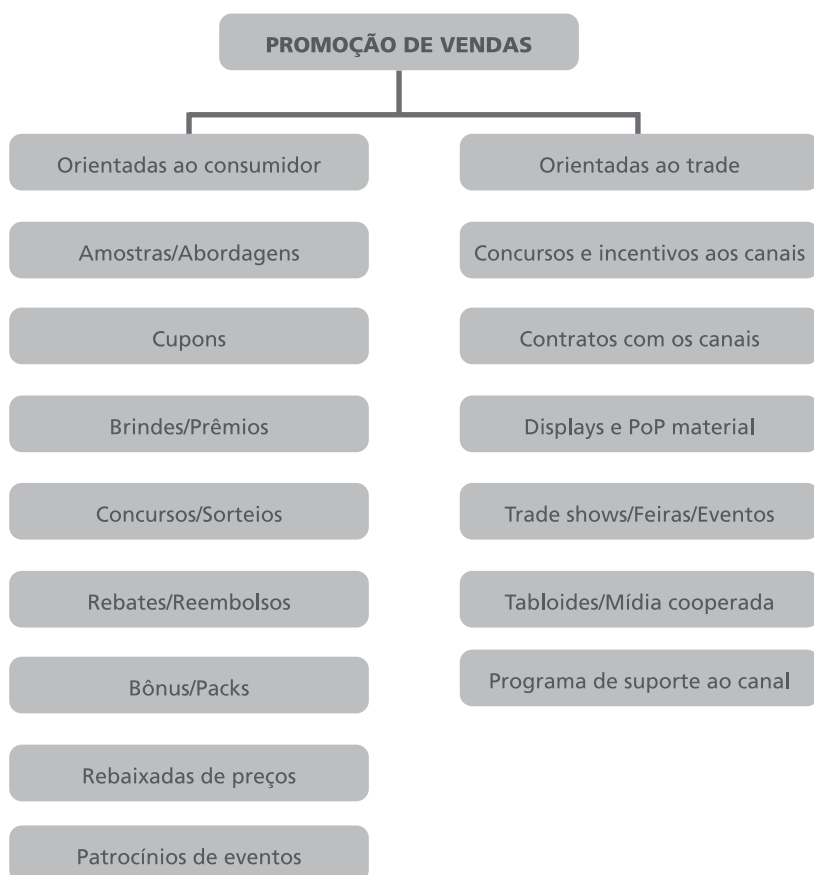 PROMOÇÃO DE VENDAS
Orientadas ao consumidor
Amostras/Abordagens
Cupons
Brindes/Prêmios
Concursos/Sorteios
Rebates/Reembolsos
Bônus/Packs
Rebaixadas de preços
Patrocínios de eventos
Orientadas ao trade
Concursos e incentivos aos canais
Contratos com os canais
Displays e PoP material
Trade shows/Feiras/Eventos
Tabloides/Mídia cooperada
Programa de suporte ao canal